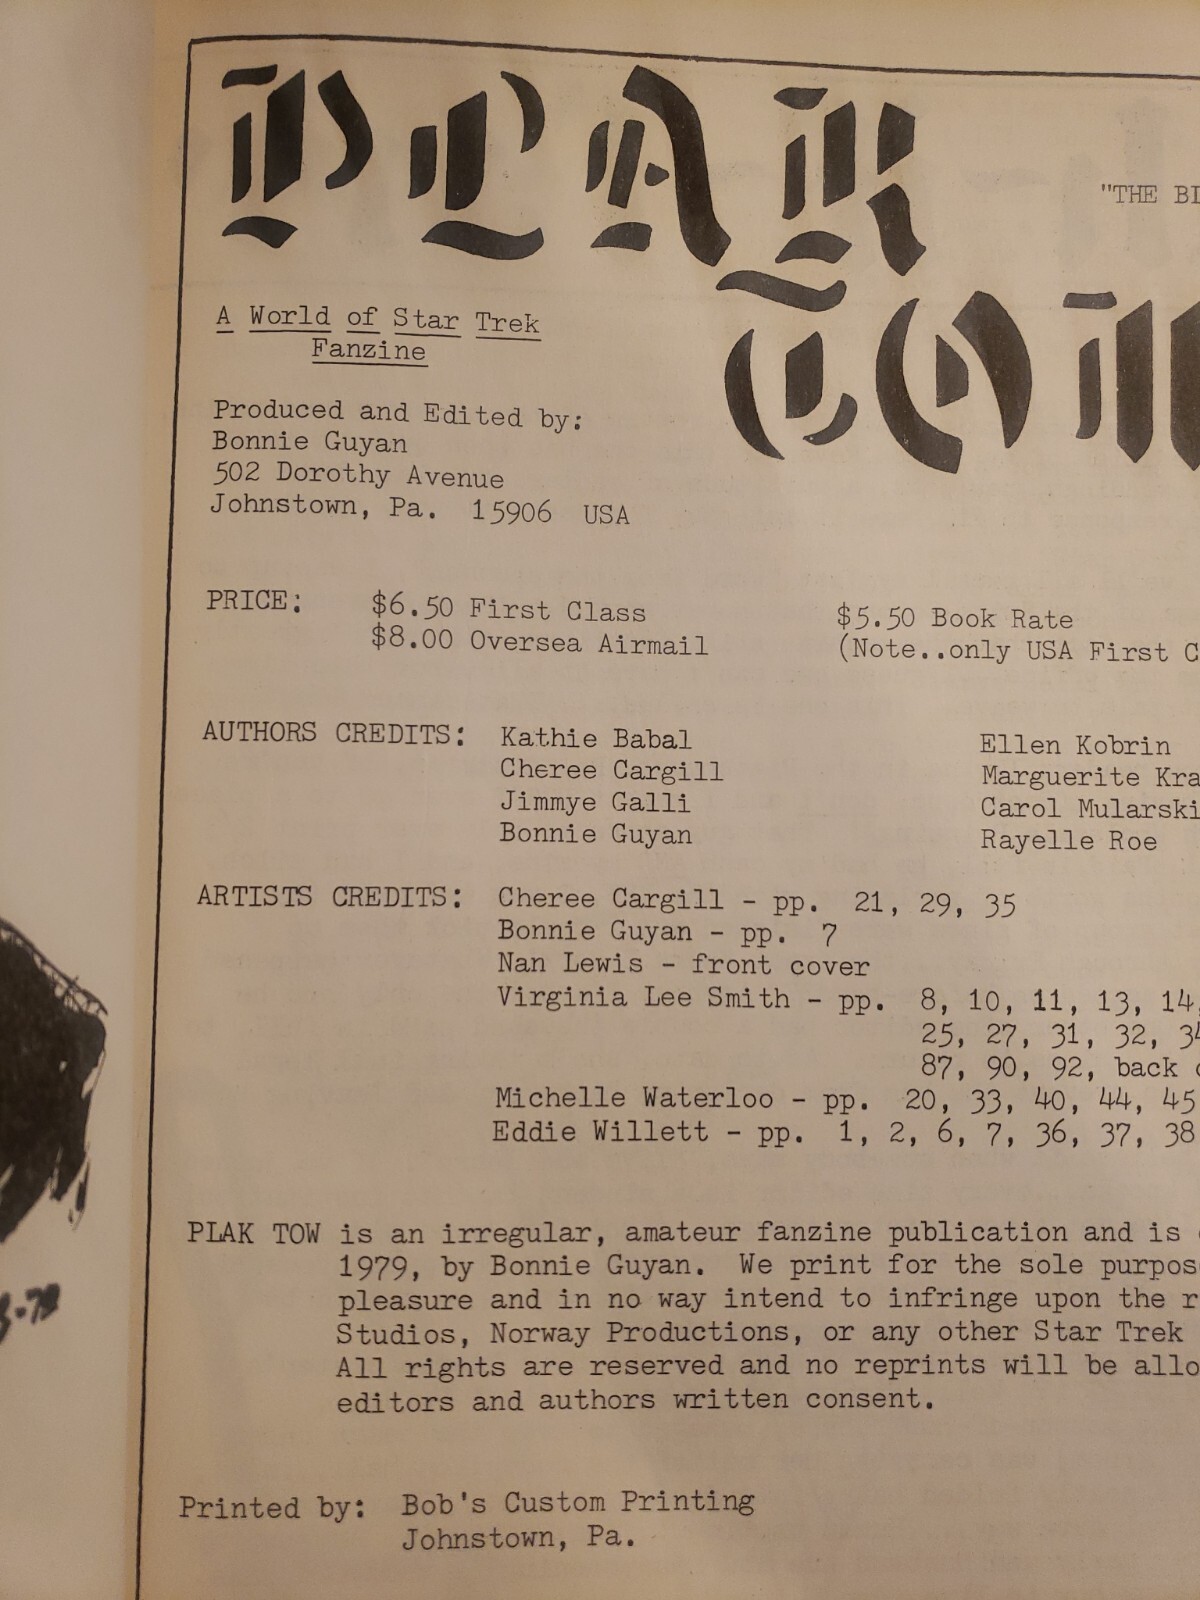 PLAK
"THE BL
TOW
A World of Star Trek
Fanzine
Produced and Edited by:
Bonnie Guyan
502 Dorothy Avenue
Johnstown, Pa. 15906 USA
PRICE: $6.50 First Class $5.50 Book Rate
$8.00 Oversea Airmail (Note..only USA First C
AUTHORS CREDITS: Kathie Babal Ellen Kobrin
Cheree Cargill Marguerite Kra
Jimmye Galli Carol Mularski
Bonnie Guyan Rayelle Roe
ARTISTS CREDITS: Cheree Cargill - pp. 21, 29, 35
Bonnie Guyan - pp. 7
Nan Lewis - front cover
Virginia Lee Smith - pp. 8, 10, 11, 13, 14,
25, 27, 31, 32, 34
87, 90, 92, back
Michelle Waterloo - pp. 20, 33, 40, 44, 45
Eddie Willett - pp. 1, 2, 6, 7, 36, 37, 38
PLAK TOW is an irregular, amateur fanzine publication and is
1979, by Bonnie Guyan. We print for the sole purpos
pleasure and in no way intend to infringe upon the r
Studios, Norway Productions, or any other Star Trek
All rights are reserved and no reprints will be allo
editors and authors written consent.
Printed by: Bob's Custom Printing
Johnstown, Pa.